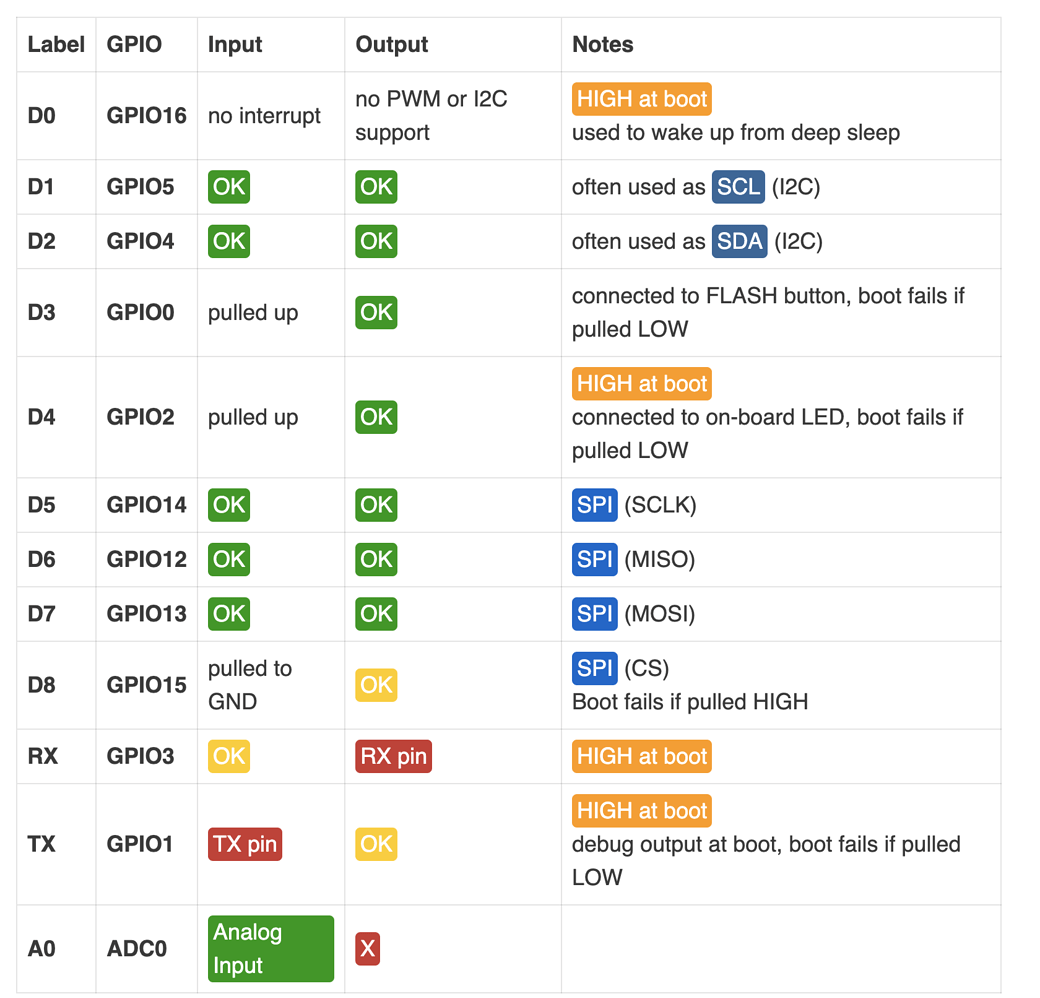 Label GPIO Input Output Notes
D0 GPIO16 no interrupt no PWM or I2C support HIGH at boot
used to wake up from deep sleep
D1 GPIO5 OK OK often used as SCL (I2C)
D2 GPIO4 OK OK often used as SDA (I2C)
D3 GPIO0 pulled up OK connected to FLASH button, boot fails if
pulled LOW
D4 GPIO2 pulled up OK HIGH at boot
connected to on-board LED, boot fails if
pulled LOW
D5 GPIO14 OK OK SPI (SCLK)
D6 GPIO12 OK OK SPI (MISO)
D7 GPIO13 OK OK SPI (MOSI)
D8 GPIO15 pulled to GND OK SPI (CS)
Boot fails if pulled HIGH
RX GPIO3 OK RX pin HIGH at boot
TX GPIO1 TX pin OK HIGH at boot
debug output at boot, boot fails if pulled
LOW
A0 ADC0 Analog Input X